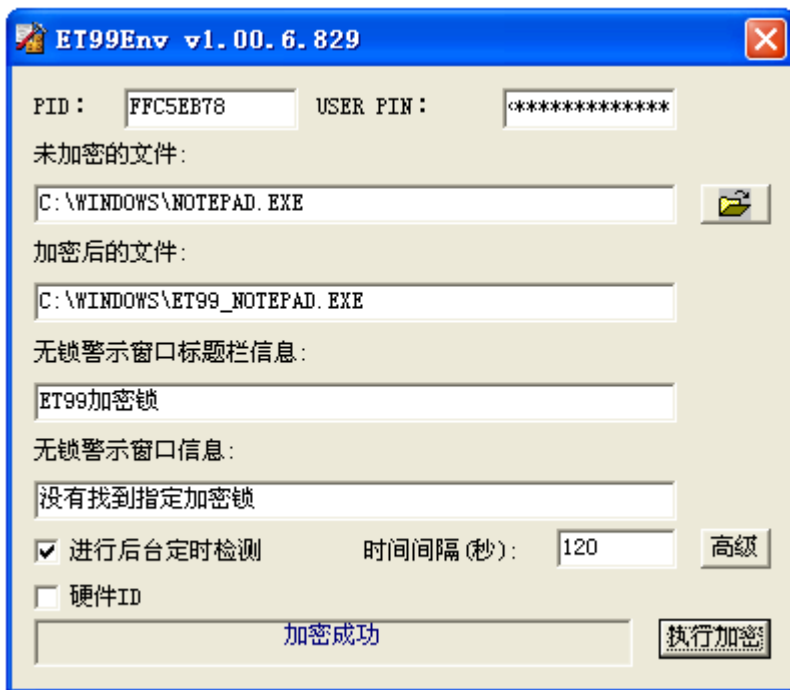 ET99Env v1.00.6.829
PID： FFC5EB78 USER PIN： *************
未加密的文件:
C:\WINDOWS\NOTEPAD.EXE
加密后的文件:
C:\WINDOWS\ET99_NOTEPAD.EXE
无锁警示窗口标题栏信息:
ET99加密锁
无锁警示窗口信息:
没有找到指定加密锁
进行后台定时检测 时间间隔(秒): 120 高级
硬件ID
加密成功 执行加密